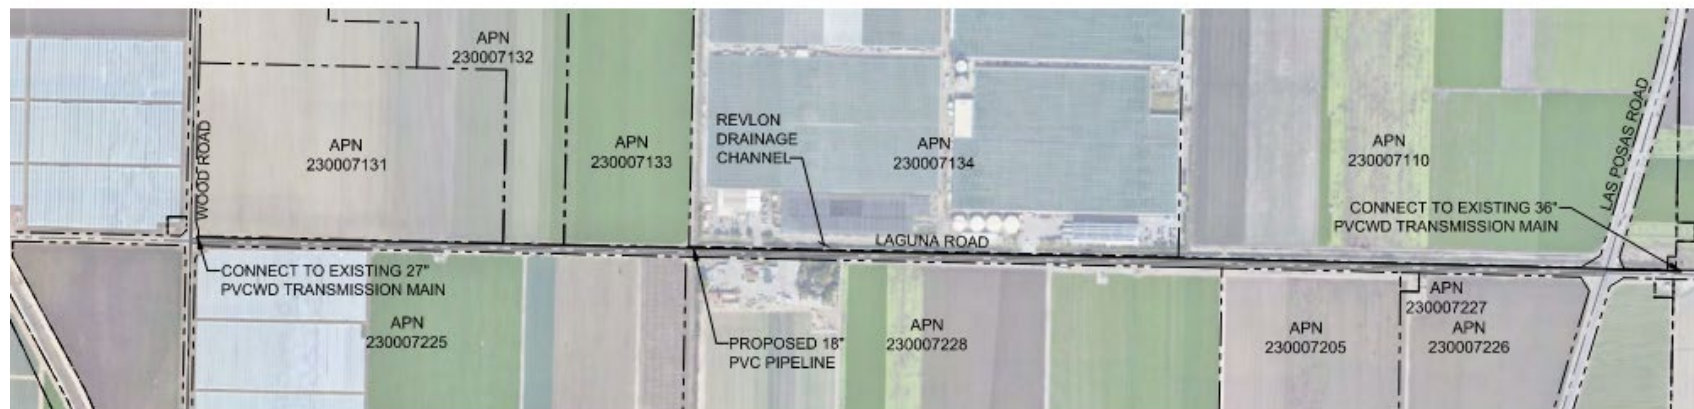 APN
230007132
REVLON
DRAINAGE
CHANNEL
APN
230007131
APN
230007133
APN
230007134
APN
230007110
WOOD ROAD
LAS POSAS ROAD
CONNECT TO EXISTING 36"
PVCWD TRANSMISSION MAIN
LAGUNA ROAD
CONNECT TO EXISTING 27"
PVCWD TRANSMISSION MAIN
APN
230007227
APN
230007225
PROPOSED 18"
PVC PIPELINE
APN
230007228
APN
230007205
APN
230007226